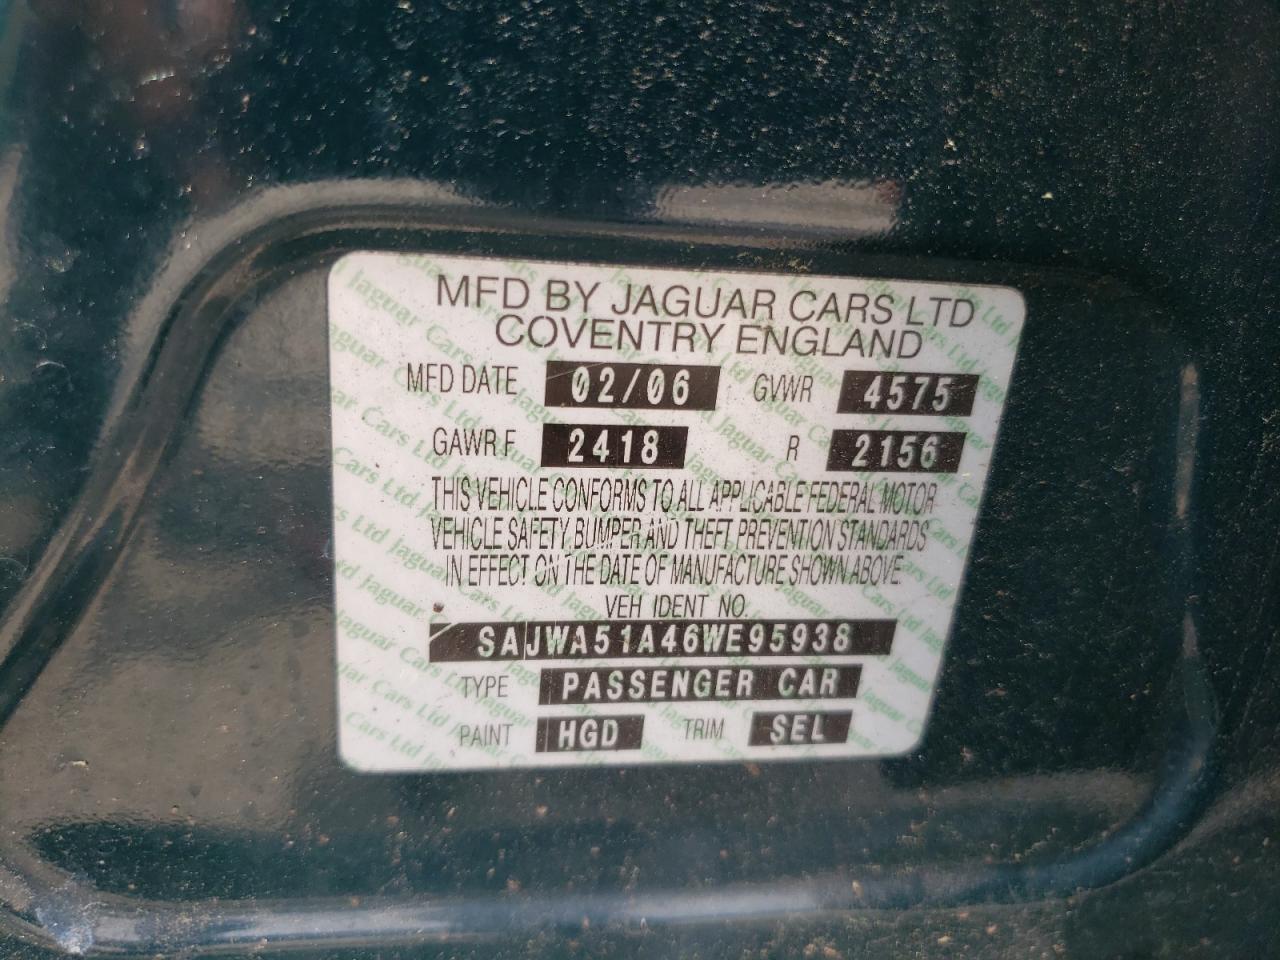 MFD BY JAGUAR CARS LTD
COVENTRY ENGLAND
MFD DATE 02/06 GVWR 4575
GAWR F 2418 R 2156
THIS VEHICLE CONFORMS TO ALL APPLICABLE FEDERAL MOTOR
VEHICLE SAFETY, BUMPER AND THEFT PREVENTION STANDARDS
IN EFFECT ON THE DATE OF MANUFACTURE SHOWN ABOVE
VEH IDENT NO.
SAJWA51A46WE95938
TYPE PASSENGER CAR
PAINT HGD TRIM SEL